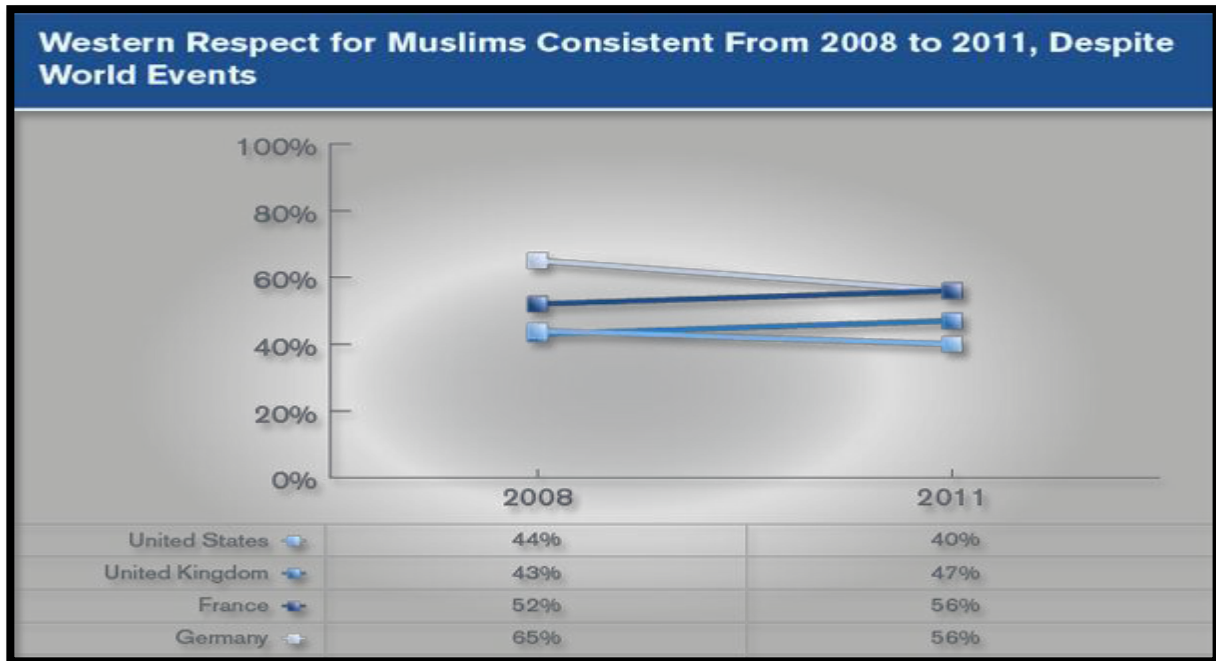 Western Respect for Muslims Consistent From 2008 to 2011, Despite
World Events
100%
80%
60%
40%
20%
0%
2008 2011
United States 44% 40%
United Kingdom 43% 47%
France 52% 56%
Germany 65% 56%